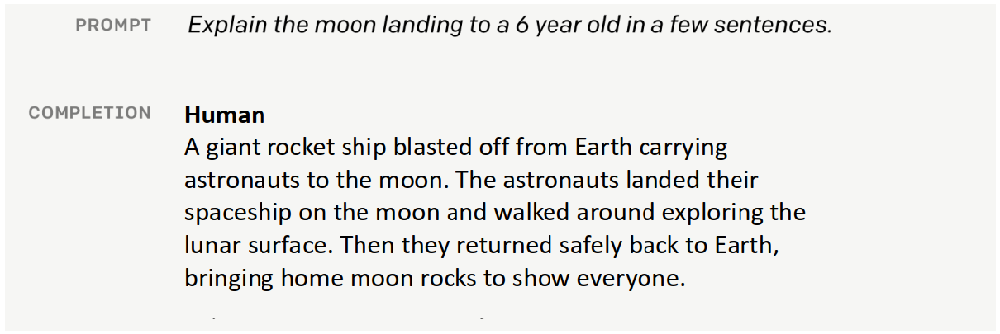 PROMPT Explain the moon landing to a 6 year old in a few sentences.
COMPLETION Human
A giant rocket ship blasted off from Earth carrying
astronauts to the moon. The astronauts landed their
spaceship on the moon and walked around exploring the
lunar surface. Then they returned safely back to Earth,
bringing home moon rocks to show everyone.